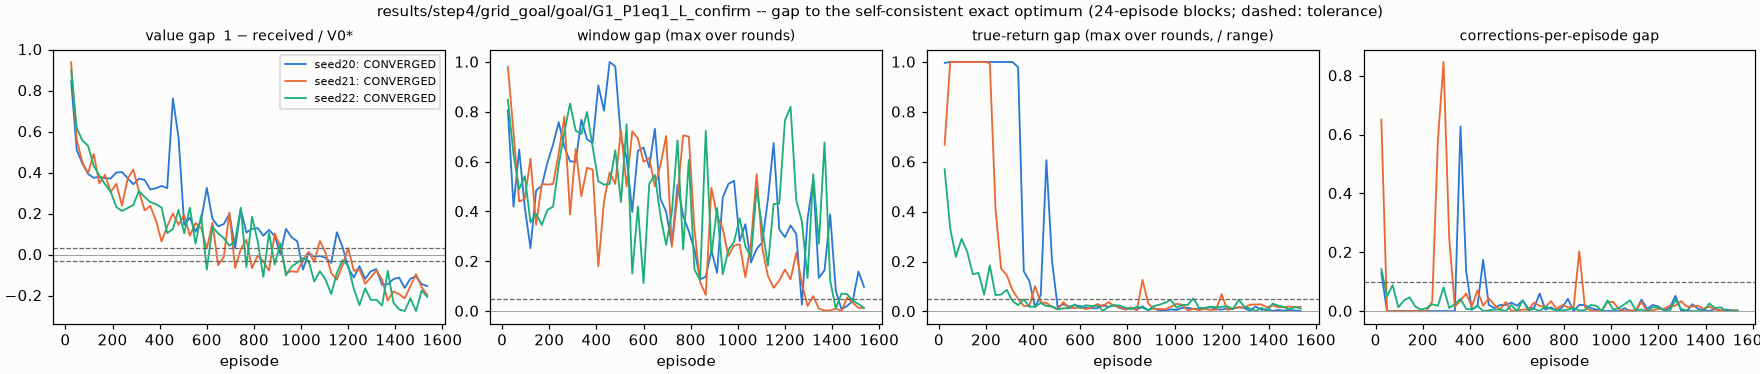 results/step4/grid_goal/goal/G1_P1eq1_L_confirm -- gap to the self-consistent exact optimum (24-episode blocks; dashed: tolerance)
value gap 1 − received / V0*
1.0
0.8
0.6
0.4
0.2
0.0
−0.2
seed20: CONVERGED
seed21: CONVERGED
seed22: CONVERGED
0 200 400 600 800 1000 1200 1400 1600
episode
window gap (max over rounds)
1.0
0.8
0.6
0.4
0.2
0.0
0 200 400 600 800 1000 1200 1400 1600
episode
true-return gap (max over rounds, / range)
1.0
0.8
0.6
0.4
0.2
0.0
0 200 400 600 800 1000 1200 1400 1600
episode
corrections-per-episode gap
0.8
0.6
0.4
0.2
0.0
0 200 400 600 800 1000 1200 1400 160
episode